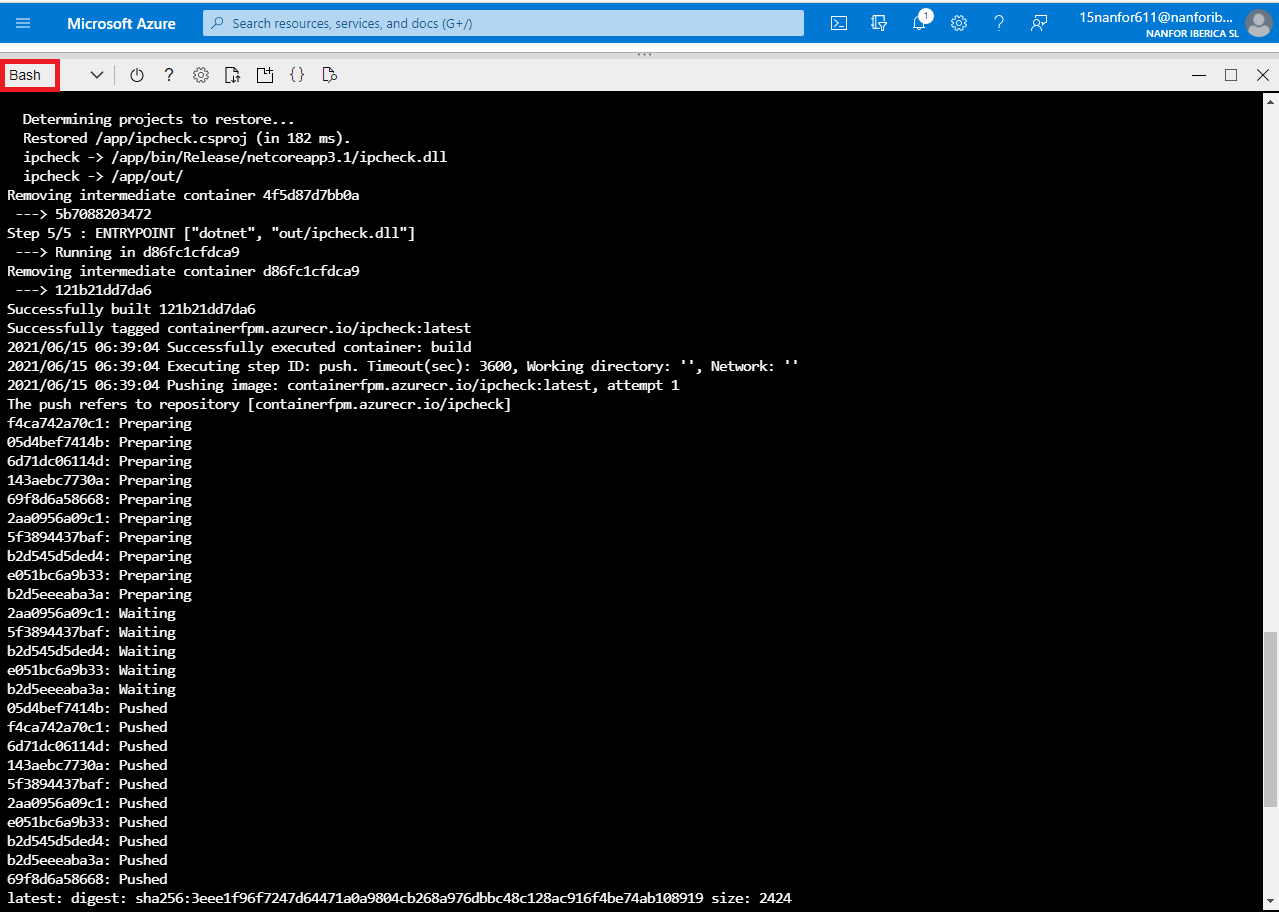 Microsoft Azure
Search resources, services, and docs (G+/)
1
15nanfor611@nanforib...
NANFOR IBERICA SL
Bash
Determining projects to restore...
Restored /app/ipcheck.csproj (in 182 ms).
ipcheck -> /app/bin/Release/netcoreapp3.1/ipcheck.dll
ipcheck -> /app/out/
Removing intermediate container 4f5d87d7bb0a
---> 5b7088203472
Step 5/5 : ENTRYPOINT ["dotnet", "out/ipcheck.dll"]
---> Running in d86fc1cfdca9
Removing intermediate container d86fc1cfdca9
---> 121b21dd7da6
Successfully built 121b21dd7da6
Successfully tagged containerfpm.azurecr.io/ipcheck:latest
2021/06/15 06:39:04 Successfully executed container: build
2021/06/15 06:39:04 Executing step ID: push. Timeout(sec): 3600, Working directory: '', Network: ''
2021/06/15 06:39:04 Pushing image: containerfpm.azurecr.io/ipcheck:latest, attempt 1
The push refers to repository [containerfpm.azurecr.io/ipcheck]
f4ca742a70c1: Preparing
05d4bef7414b: Preparing
6d71dc06114d: Preparing
143aebc7730a: Preparing
69f8d6a58668: Preparing
2aa0956a09c1: Preparing
5f3894437baf: Preparing
b2d545d5ded4: Preparing
e051bc6a9b33: Preparing
b2d5eeeaba3a: Preparing
2aa0956a09c1: Waiting
5f3894437baf: Waiting
b2d545d5ded4: Waiting
e051bc6a9b33: Waiting
b2d5eeeaba3a: Waiting
05d4bef7414b: Pushed
f4ca742a70c1: Pushed
6d71dc06114d: Pushed
143aebc7730a: Pushed
5f3894437baf: Pushed
2aa0956a09c1: Pushed
e051bc6a9b33: Pushed
b2d545d5ded4: Pushed
b2d5eeeaba3a: Pushed
69f8d6a58668: Pushed
latest: digest: sha256:3eee1f96f7247d64471a0a9804cb268a976dbbc48c128ac916f4be74ab108919 size: 2424